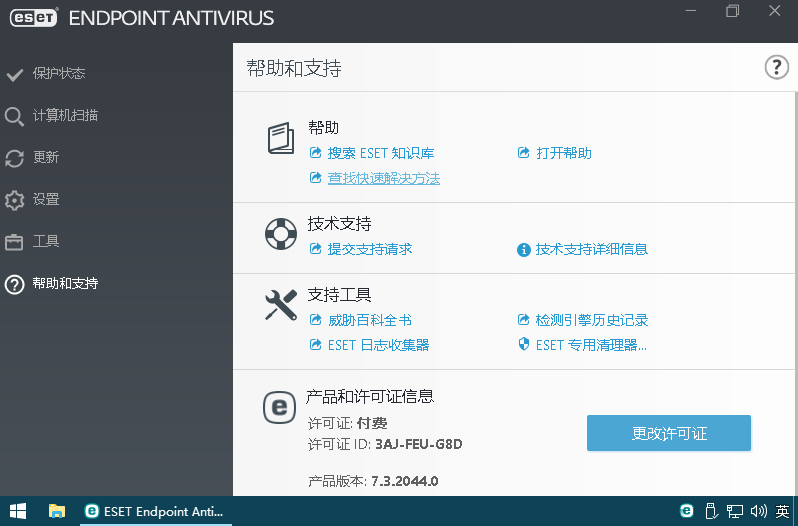 eset ENDPOINT ANTIVIRUS
保护状态
计算机扫描
更新
设置
工具
帮助和支持
帮助和支持
?
帮助
搜索 ESET 知识库
打开帮助
查找快速解决方法
技术支持
提交支持请求
技术支持详细信息
支持工具
威胁百科全书
检测引擎历史记录
ESET 日志收集器
ESET 专用清理器...
产品和许可证信息
许可证: 付费
许可证 ID: 3AJ-FEU-G8D
更改许可证
产品版本: 7.3.2044.0
ESET Endpoint Anti...
英